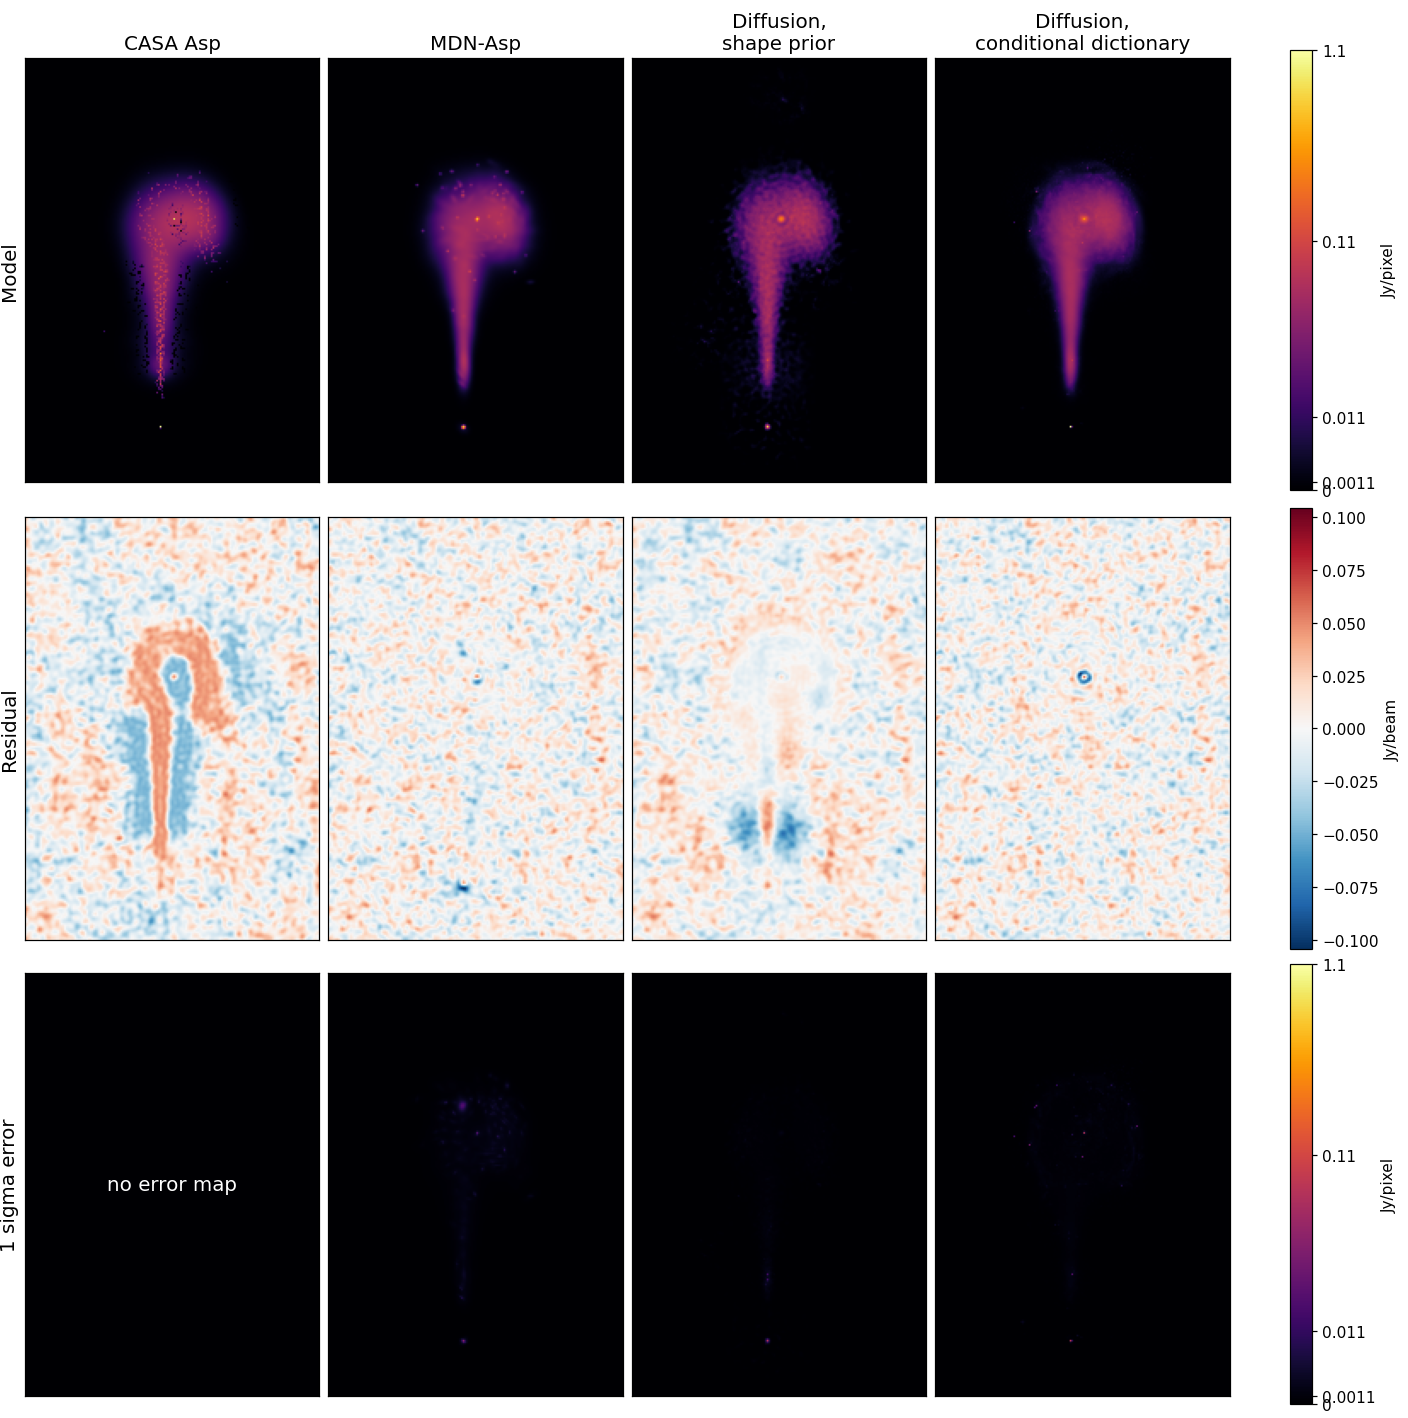 CASA Asp
MDN-Asp
Diffusion,
shape prior
Diffusion,
conditional dictionary
Model
1.1
0.11
0.011
0.0011
0
Jy/pixel
Residual
0.100
0.075
0.050
0.025
0.000
−0.025
−0.050
−0.075
−0.100
Jy/beam
1 sigma error
no error map
1.1
0.11
0.011
0.0011
0
Jy/pixel